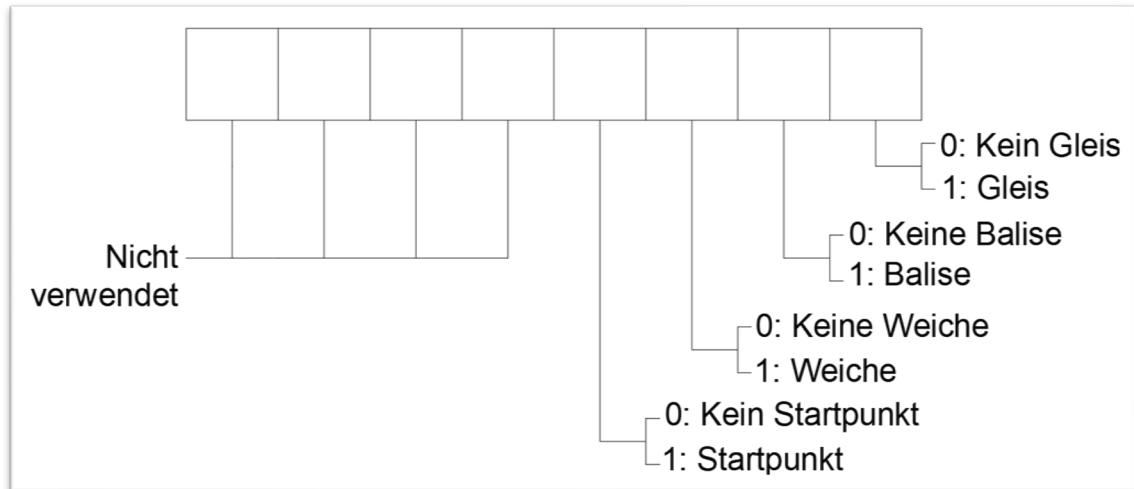 0: Kein Gleis
1: Gleis
0: Keine Balise
Nicht
verwendet
1: Balise
0: Keine Weiche
1: Weiche
0: Kein Startpunkt
1: Startpunkt